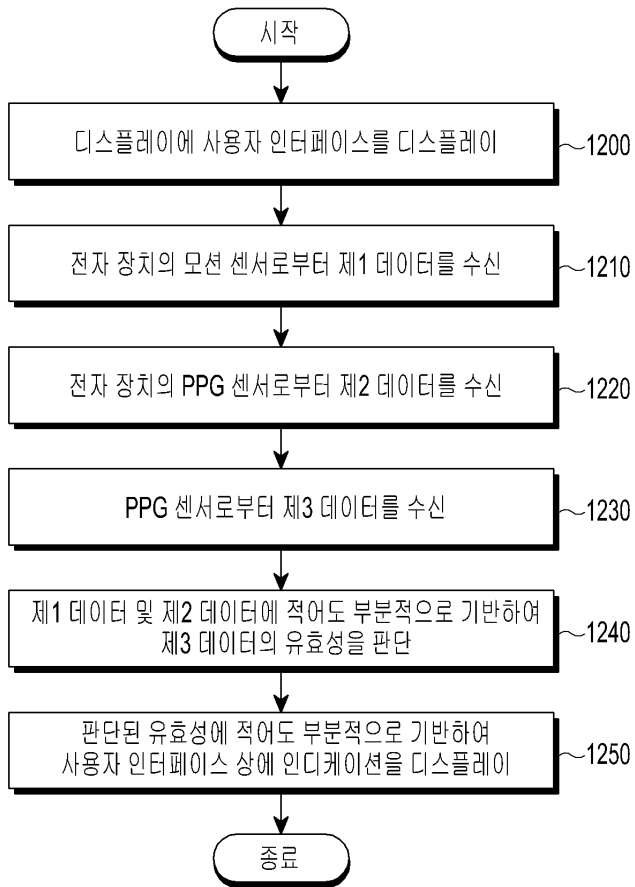 시작
디스플레이에 사용자 인터페이스를 디스플레이
1200
전자 장치의 모션 센서로부터 제1 데이터를 수신
1210
전자 장치의 PPG 센서로부터 제2 데이터를 수신
1220
PPG 센서로부터 제3 데이터를 수신
1230
제1 데이터 및 제2 데이터에 적어도 부분적으로 기반하여
제3 데이터의 유효성을 판단
1240
판단된 유효성에 적어도 부분적으로 기반하여
사용자 인터페이스 상에 인디케이션을 디스플레이
1250
종료